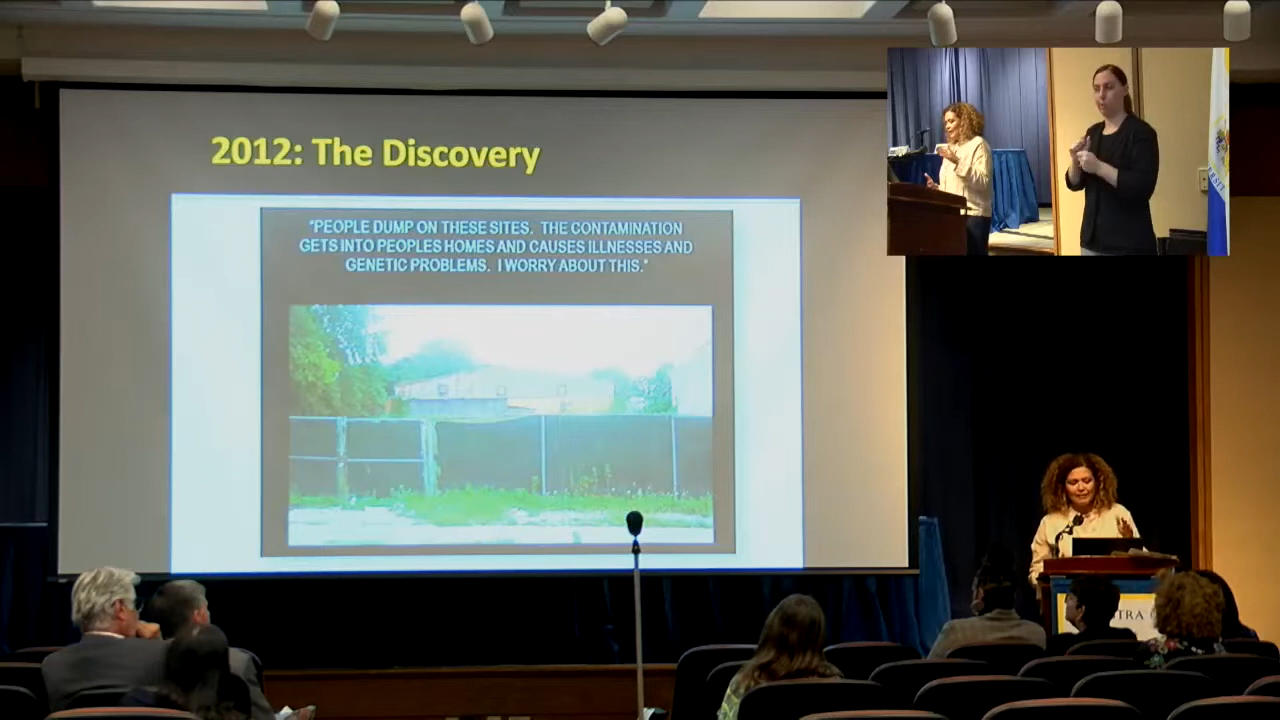 2012: The Discovery
"PEOPLE DUMP ON THESE SITES. THE CONTAMINATION
GETS INTO PEOPLES HOMES AND CAUSES ILLNESSES AND
GENETIC PROBLEMS. I WORRY ABOUT THIS."